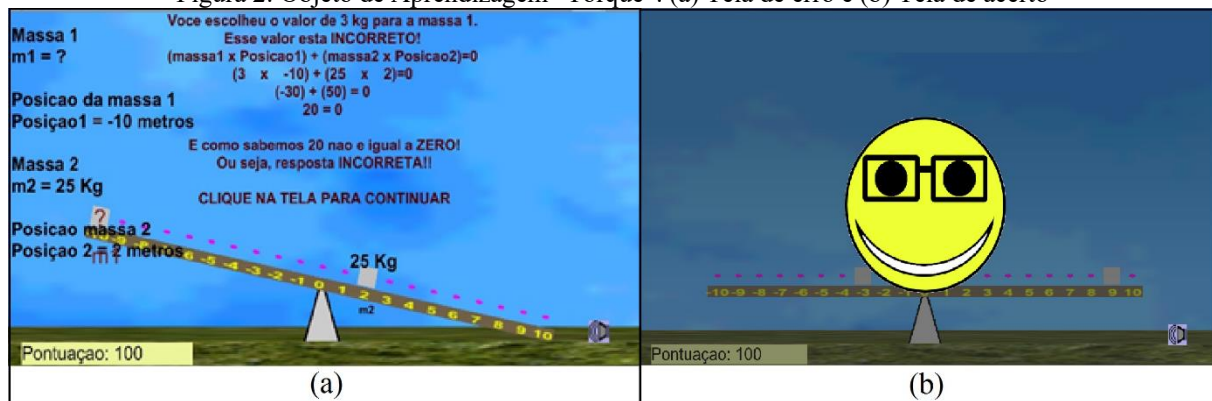 Figura 2: Objeto de Aprendizagem "Torque": (a) Tela de erro e (b) Tela de acerto
Voce escolheu o valor de 3 kg para a massa 1.
Esse valor esta INCORRETO!
(massa1 x Posicao1) + (massa2 x Posicao2)=0
(3 x -10) + (25 x 2)=0
(-30) + (50) = 0
20 = 0
E como sabemos 20 nao e igual a ZERO!
Ou seja, resposta INCORRETA!!
CLIQUE NA TELA PARA CONTINUAR
Massa 1
m1 = ?
Posicao da massa 1
Posiçao1 = -10 metros
Massa 2
m2 = 25 Kg
Posicao massa 2
Posiçao 2 = 2 metros
?
m1
25 Kg
-9 -8 -6 -5 -4 -3 -2 -1 0 1 2 3 4 5 6 7 8 9 10
m2
Pontuaçao: 100
(a)
-10 -9 -8 -7 -6 -5 -4 -3 -2 -1 2 3 4 5 6 7 8 9 10
Pontuaçao: 100
(b)